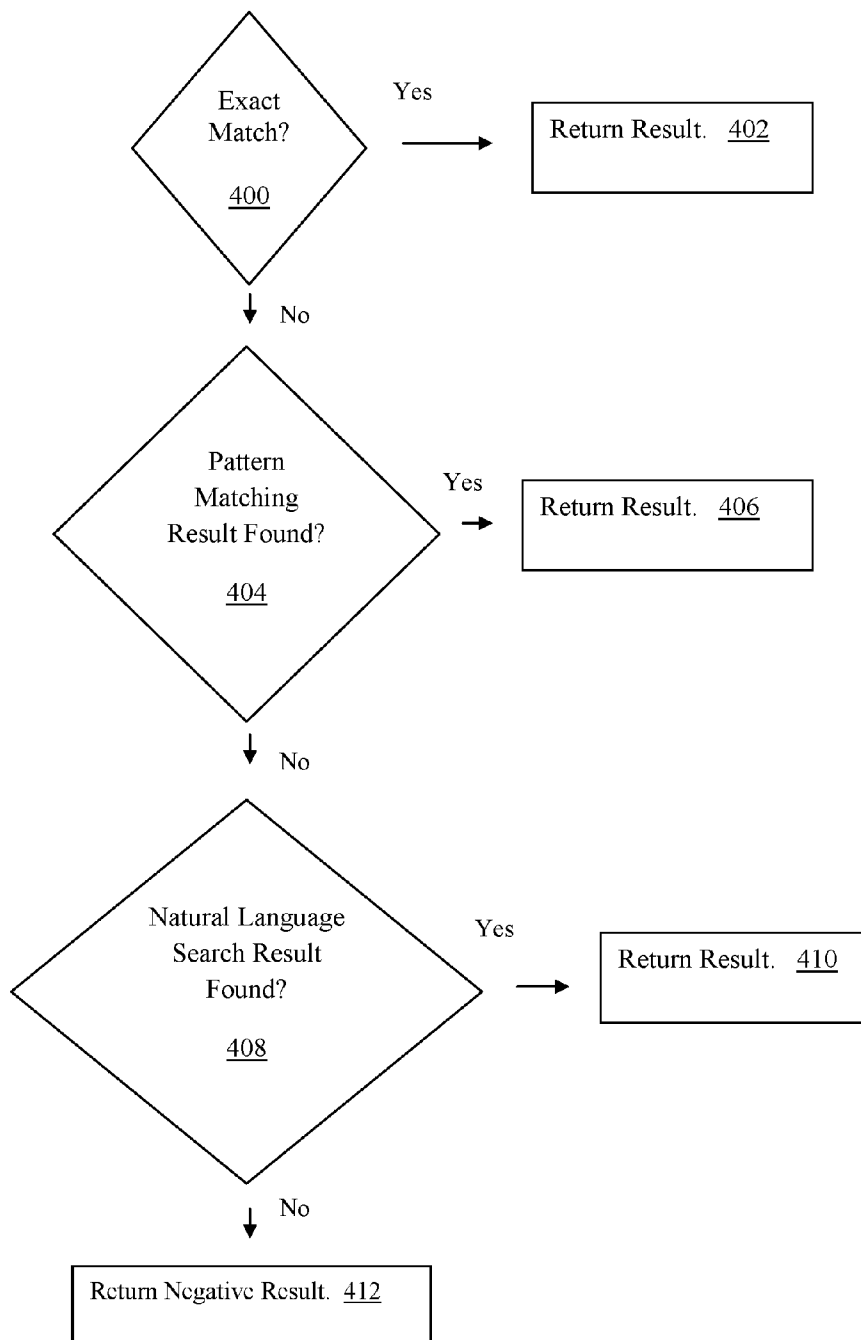 Exact
Match?
400
Yes
Return Result. 402
No
Pattern
Matching
Result Found?
404
Yes
Return Result. 406
No
Natural Language
Search Result
Found?
408
Yes
Return Result. 410
No
Return Negative Result. 412